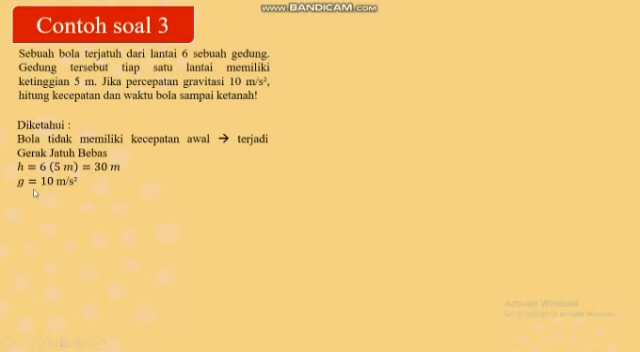 www.BANDICAM.com
Contoh soal 3
Sebuah bola terjatuh dari lantai 6 sebuah gedung.
Gedung tersebut tiap satu lantai memiliki
ketinggian 5 m. Jika percepatan gravitasi 10 m/s²,
hitung kecepatan dan waktu bola sampai ketanah!
Diketahui :
Bola tidak memiliki kecepatan awal → terjadi
Gerak Jatuh Bebas
h = 6 (5 m) = 30 m
g = 10 m/s²
Activate Windows